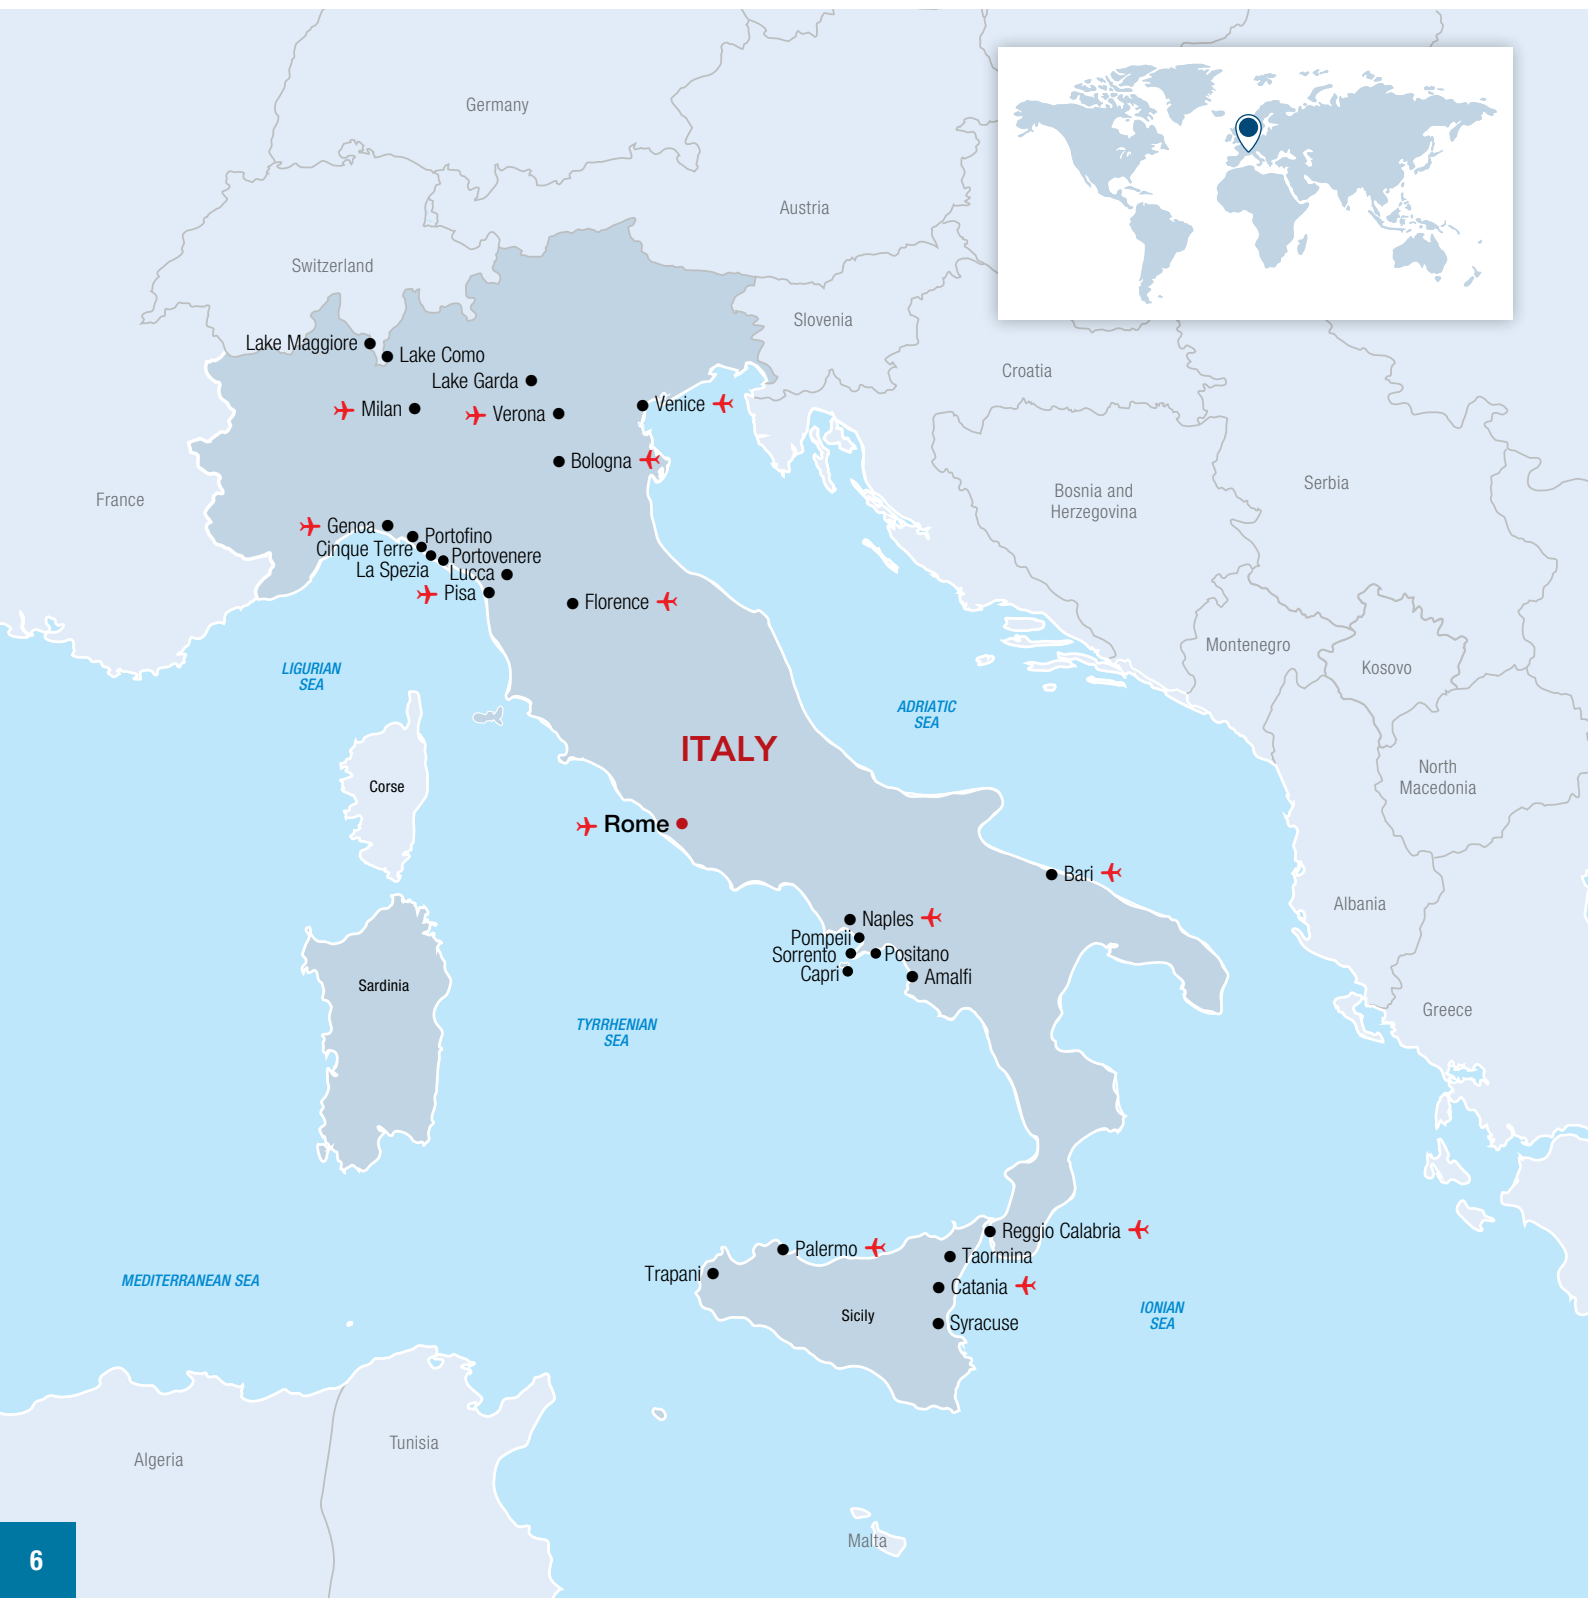 Germany
Austria
Switzerland
Slovenia
Lake Maggiore
Lake Como
Croatia
Lake Garda
Milan
Verona
Venice
Bologna
France
Bosnia and
Herzegovina
Serbia
Genoa
Portofino
Cinque Terre
Portovenere
La Spezia
Lucca
Pisa
Florence
Montenegro
Kosovo
LIGURIAN
SEA
ADRIATIC
SEA
ITALY
North
Macedonia
Corse
Rome
Bari
Albania
Naples
Pompeii
Sorrento
Positano
Capri
Amalfi
Sardinia
Greece
TYRRHENIAN
SEA
Reggio Calabria
Palermo
Taormina
Trapani
Catania
MEDITERRANEAN SEA
Sicily
Syracuse
IONIAN
SEA
Tunisia
Algeria
Malta
6